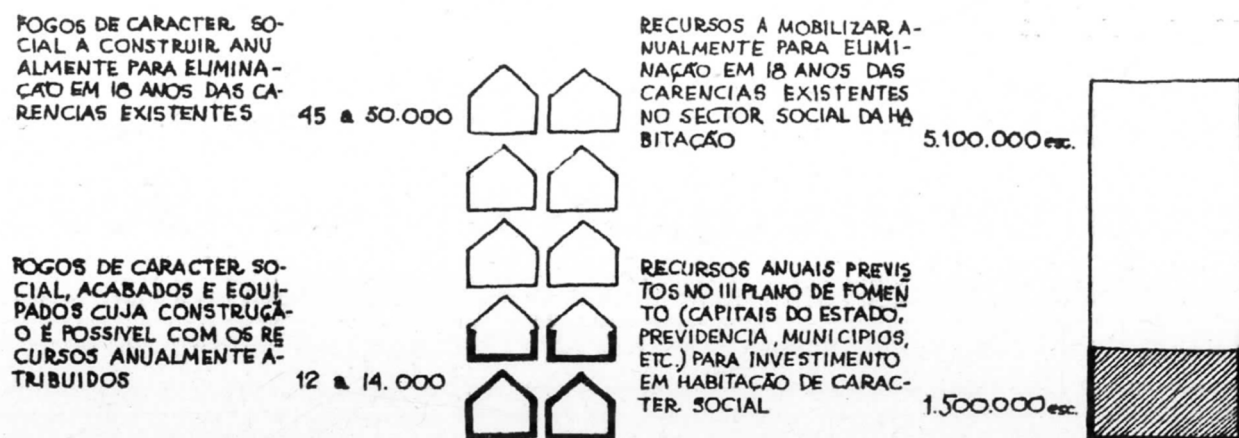 FOGOS DE CARACTER SO-
CIAL A CONSTRUIR ANU
ALMENTE PARA ELIMINA-
ÇÃO EM 18 ANOS DAS CA-
RENCIAS EXISTENTES 45 a 50.000
FOGOS DE CARACTER SO-
CIAL, ACABADOS E EQUI-
PADOS CUJA CONSTRUÇÃ-
O É POSSIVEL COM OS RE
CURSOS ANUALMENTE A-
TRIBUIDOS 12 a 14.000
RECURSOS A MOBILIZAR A-
NUALMENTE PARA ELIMI-
NAÇÃO EM 18 ANOS DAS
CARENCIAS EXISTENTES
NO SECTOR SOCIAL DA HA
BITAÇÃO 5.100.000 esc.
RECURSOS ANUAIS PREVIS
TOS NO III PLANO DE FOMEN
TO (CAPITAIS DO ESTADO,
PREVIDENCIA, MUNICIPIOS,
ETC.) PARA INVESTIMENTO
EM HABITAÇÃO DE CARAC-
TER SOCIAL 1.500.000 esc.